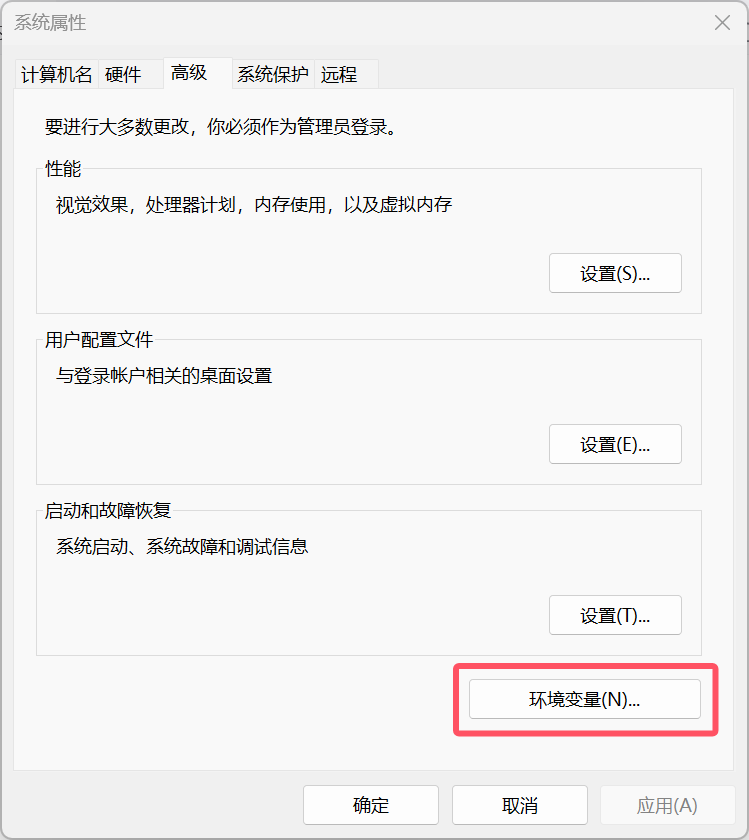 系统属性
计算机名 硬件 高级 系统保护 远程
要进行大多数更改，你必须作为管理员登录。
性能
视觉效果，处理器计划，内存使用，以及虚拟内存
设置(S)...
用户配置文件
与登录帐户相关的桌面设置
设置(E)...
启动和故障恢复
系统启动、系统故障和调试信息
设置(T)...
环境变量(N)...
确定 取消 应用(A)